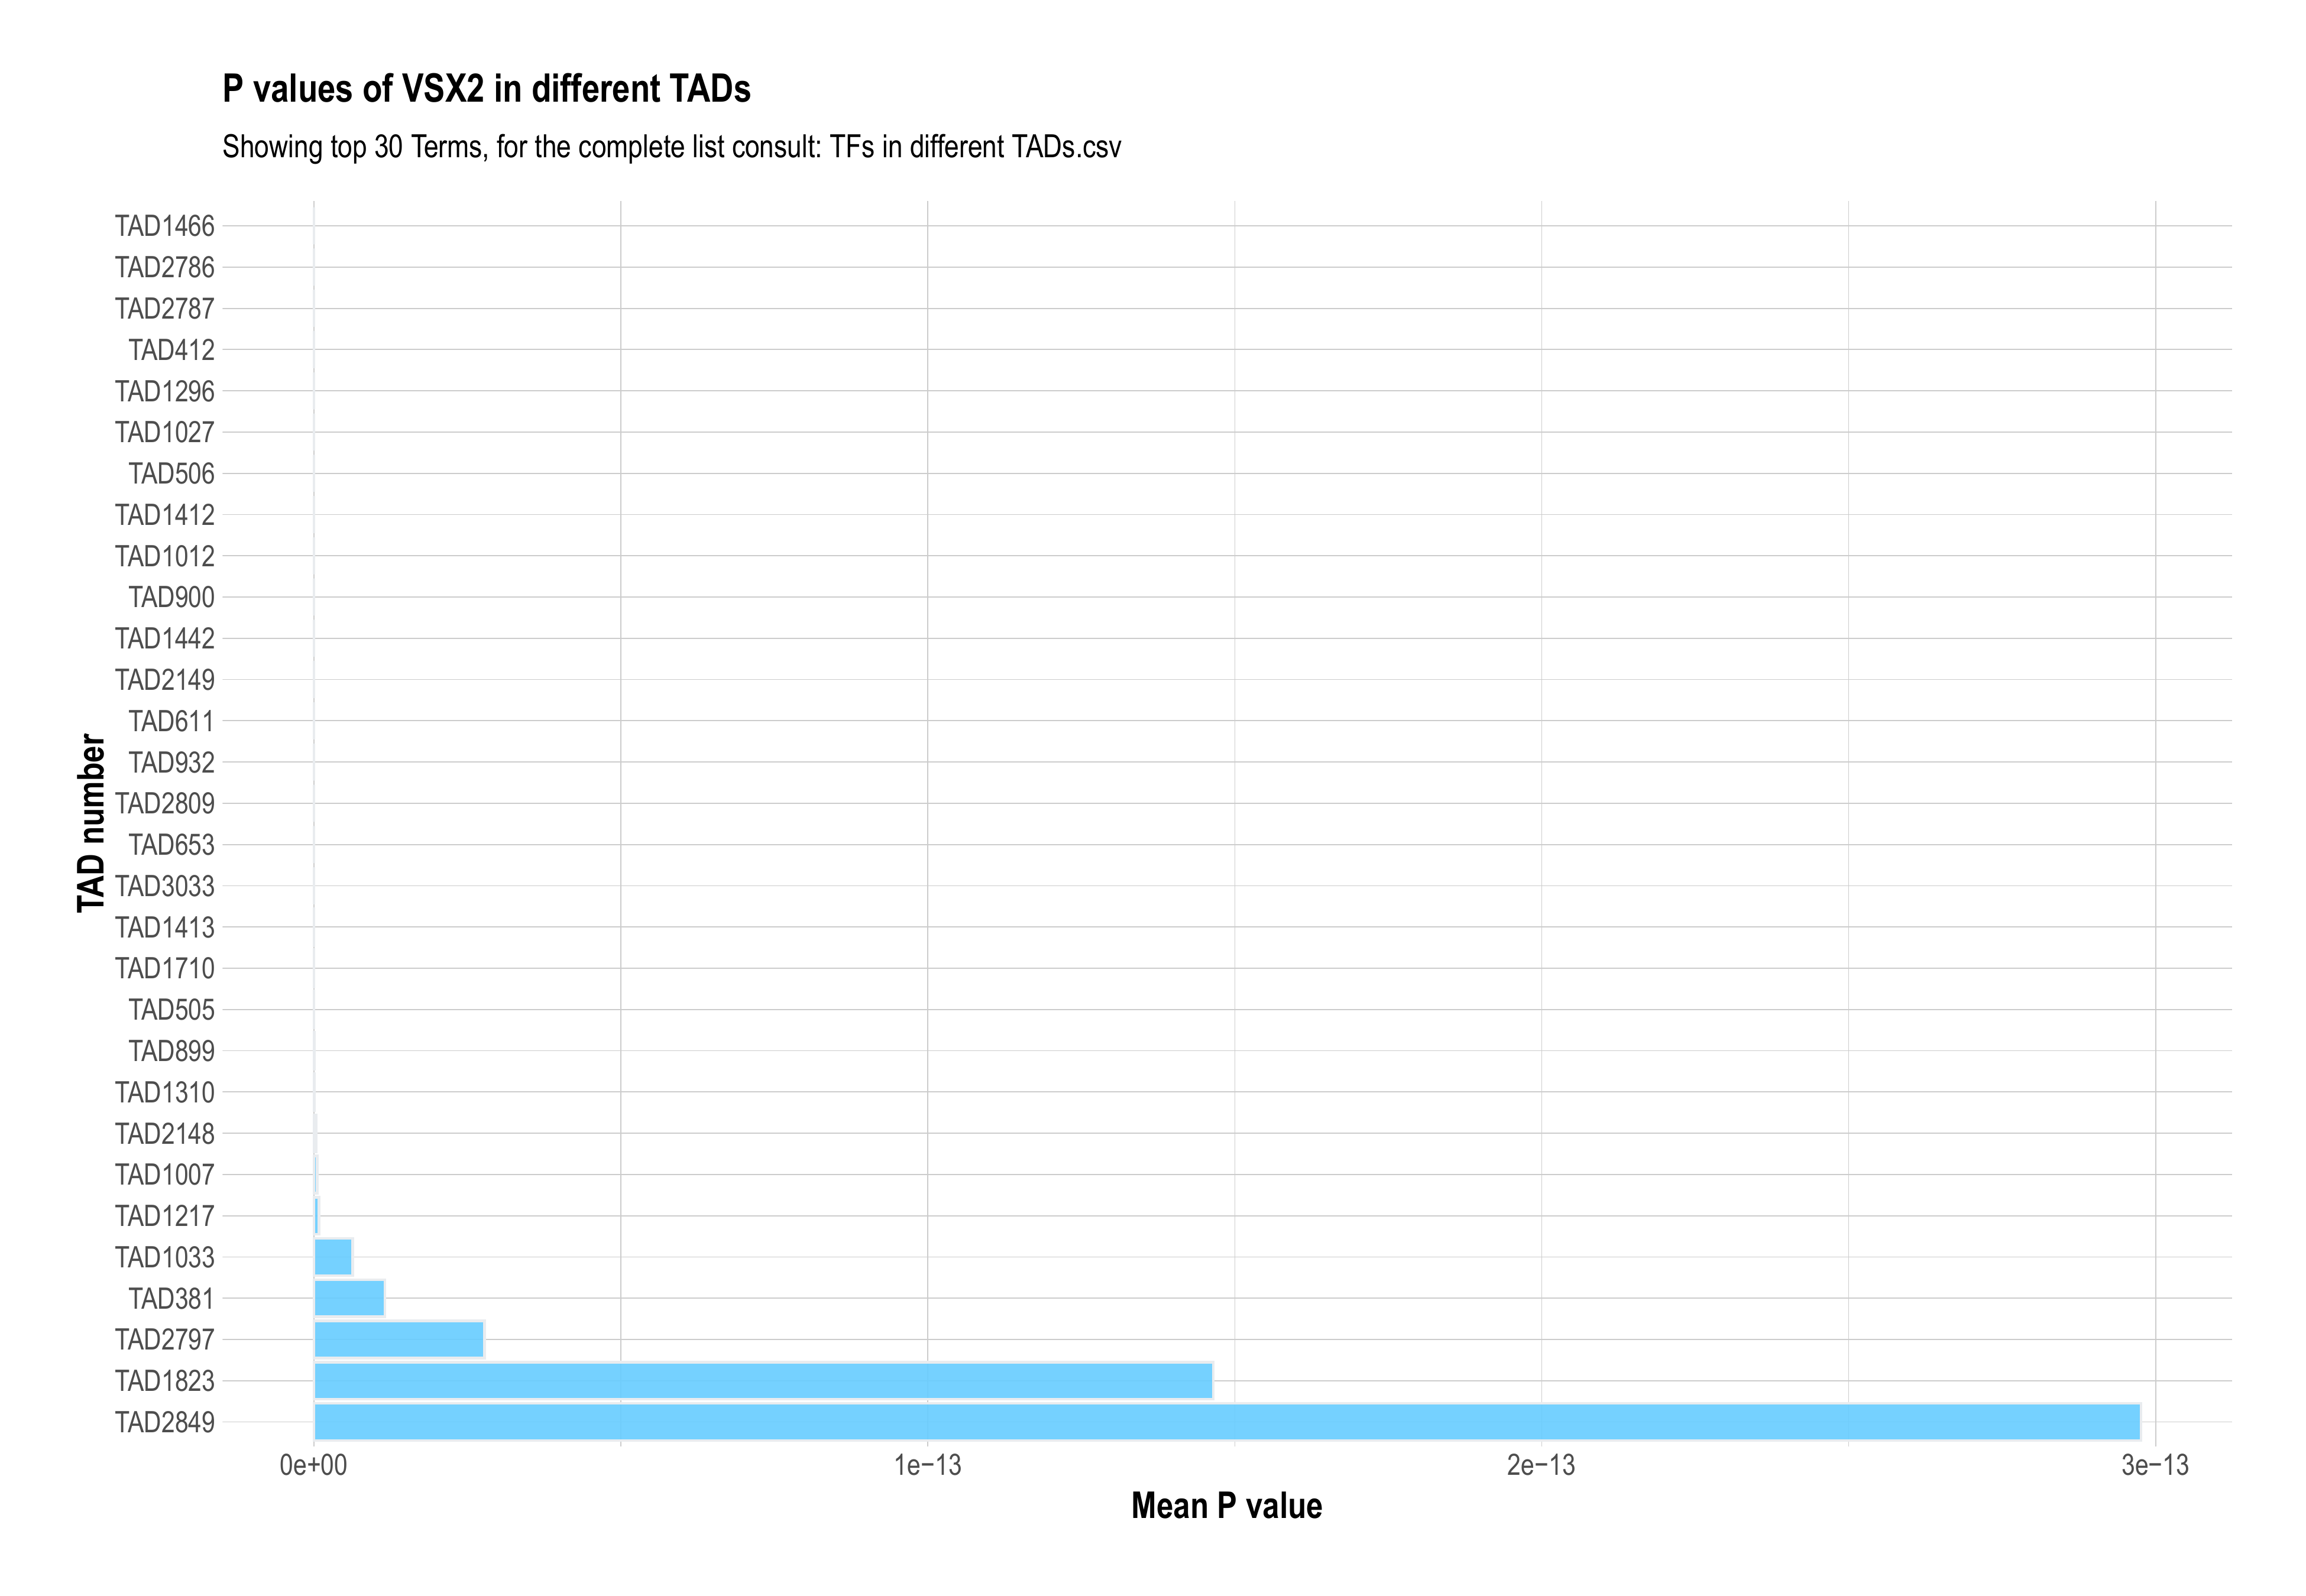 P values of VSX2 in different TADs
Showing top 30 Terms, for the complete list consult: TFs in different TADs.csv
TAD number
TAD1466
TAD2786
TAD2787
TAD412
TAD1296
TAD1027
TAD506
TAD1412
TAD1012
TAD900
TAD1442
TAD2149
TAD611
TAD932
TAD2809
TAD653
TAD3033
TAD1413
TAD1710
TAD505
TAD899
TAD1310
TAD2148
TAD1007
TAD1217
TAD1033
TAD381
TAD2797
TAD1823
TAD2849
0e+00 1e−13 2e−13 3e−13
Mean P value